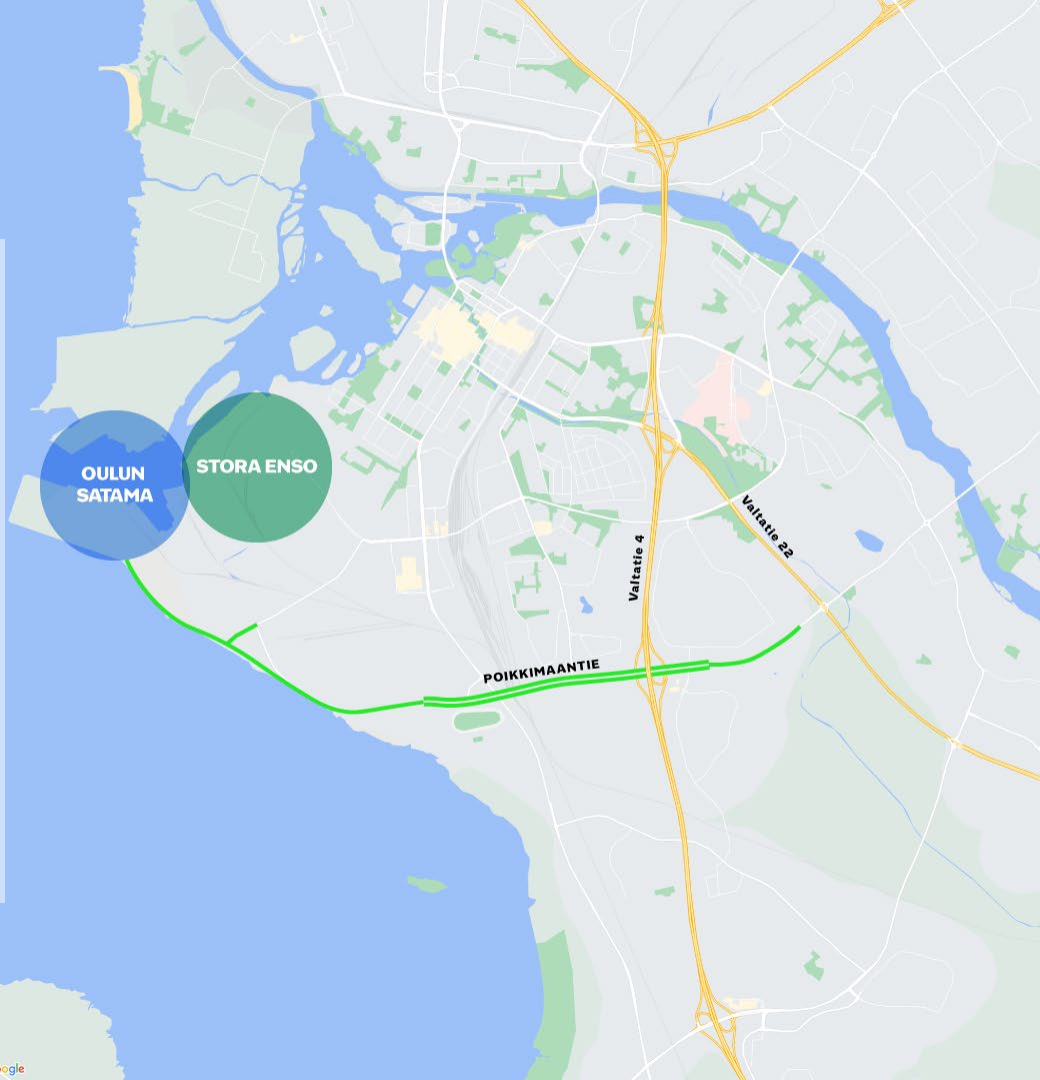 OULUN
SATAMA
STORA ENSO
Valtatie 22
Valtatie 4
POIKKIMAANTIE